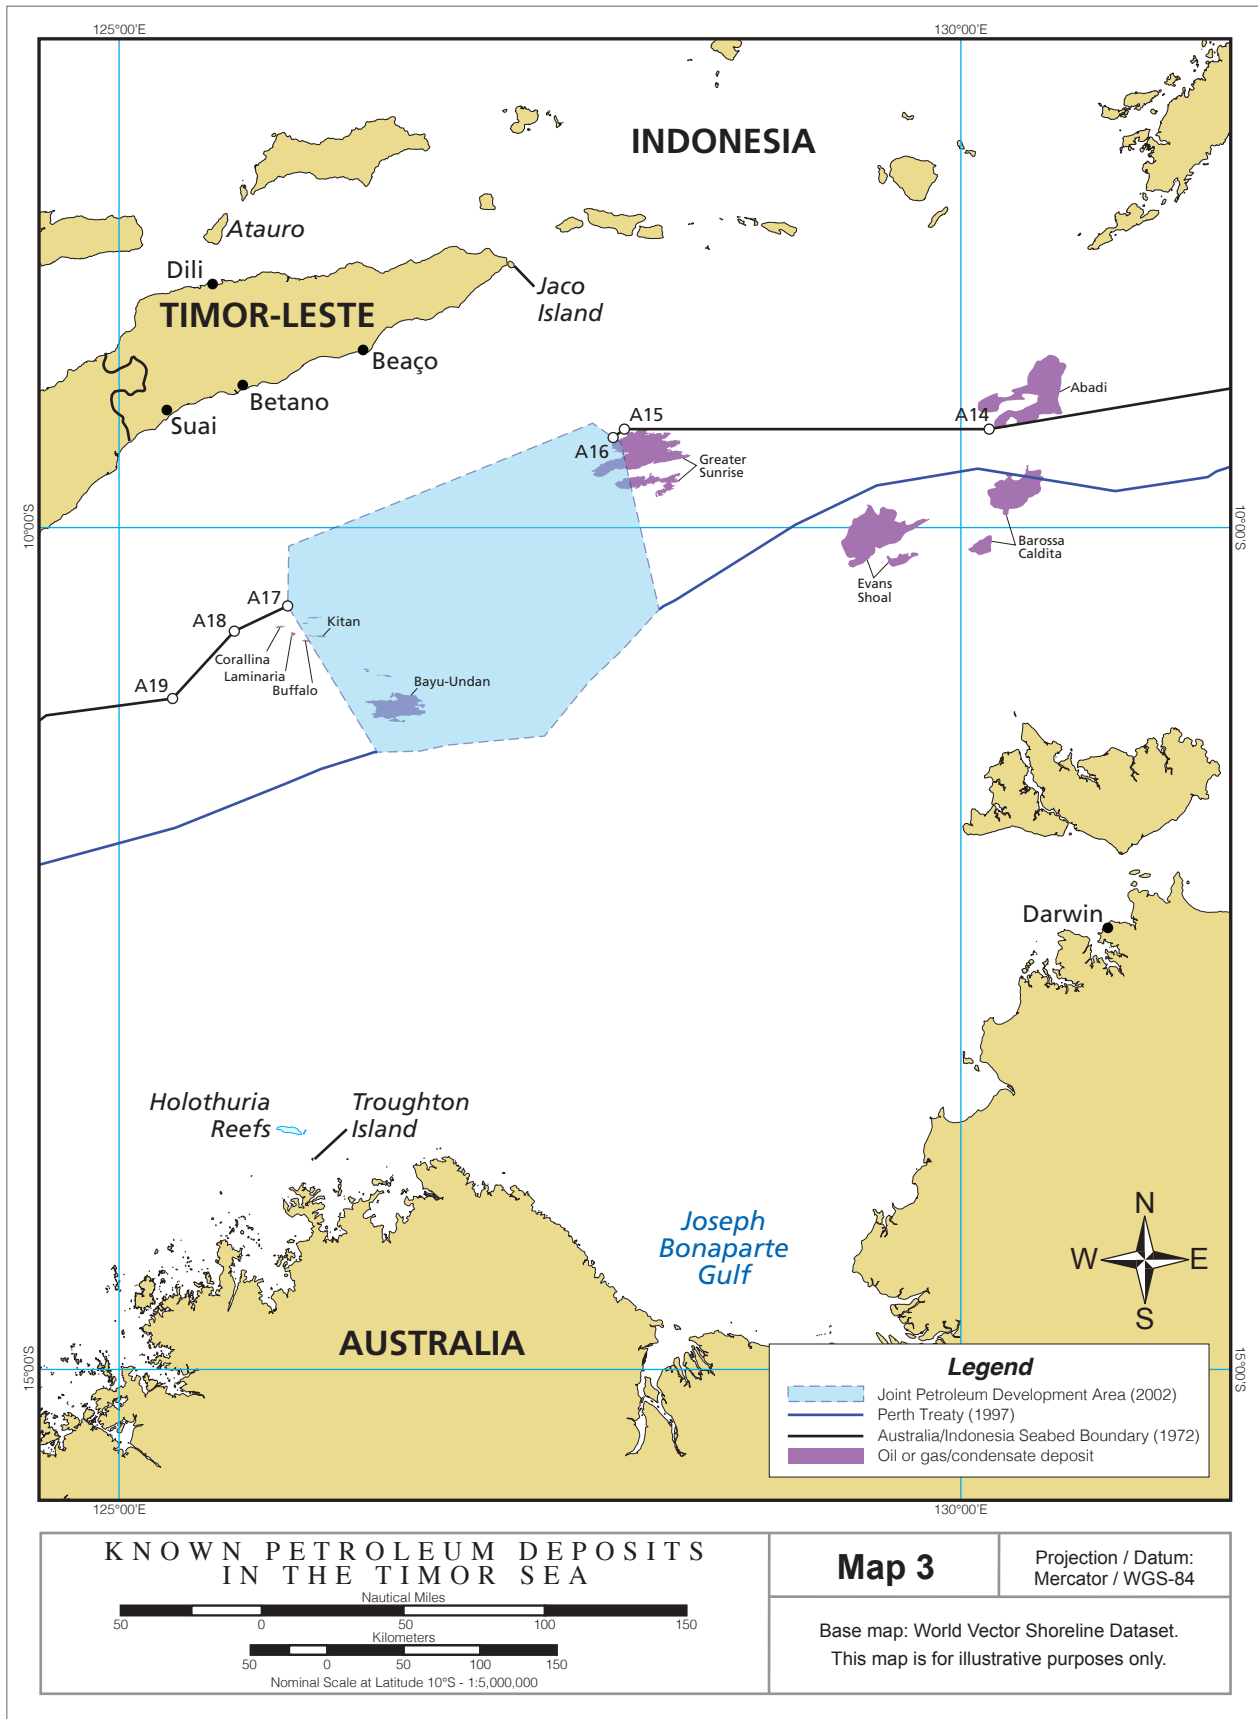 125°00'E
130°00'E
INDONESIA
Atauro
Dili
Jaco
Island
TIMOR-LESTE
Beaço
Betano
Suai
Abadi
A15
A14
A16
Greater
Sunrise
10°00'S
10°00'S
Barossa
Caldita
Evans
Shoal
A17
A18
Kitan
Corallina
Laminaria
Buffalo
A19
Bayu-Undan
Darwin
Holothuria
Reefs
Troughton
Island
Joseph
Bonaparte
Gulf
N
W
E
S
AUSTRALIA
15°00'S
15°00'S
Legend
Joint Petroleum Development Area (2002)
Perth Treaty (1997)
Australia/Indonesia Seabed Boundary (1972)
Oil or gas/condensate deposit
125°00'E
130°00'E
KNOWN PETROLEUM DEPOSITS
IN THE TIMOR SEA
Nautical Miles
50 0 50 100 150
Kilometers
50 0 50 100 150
Nominal Scale at Latitude 10°S - 1:5,000,000
Map 3
Projection / Datum:
Mercator / WGS-84
Base map: World Vector Shoreline Dataset.
This map is for illustrative purposes only.